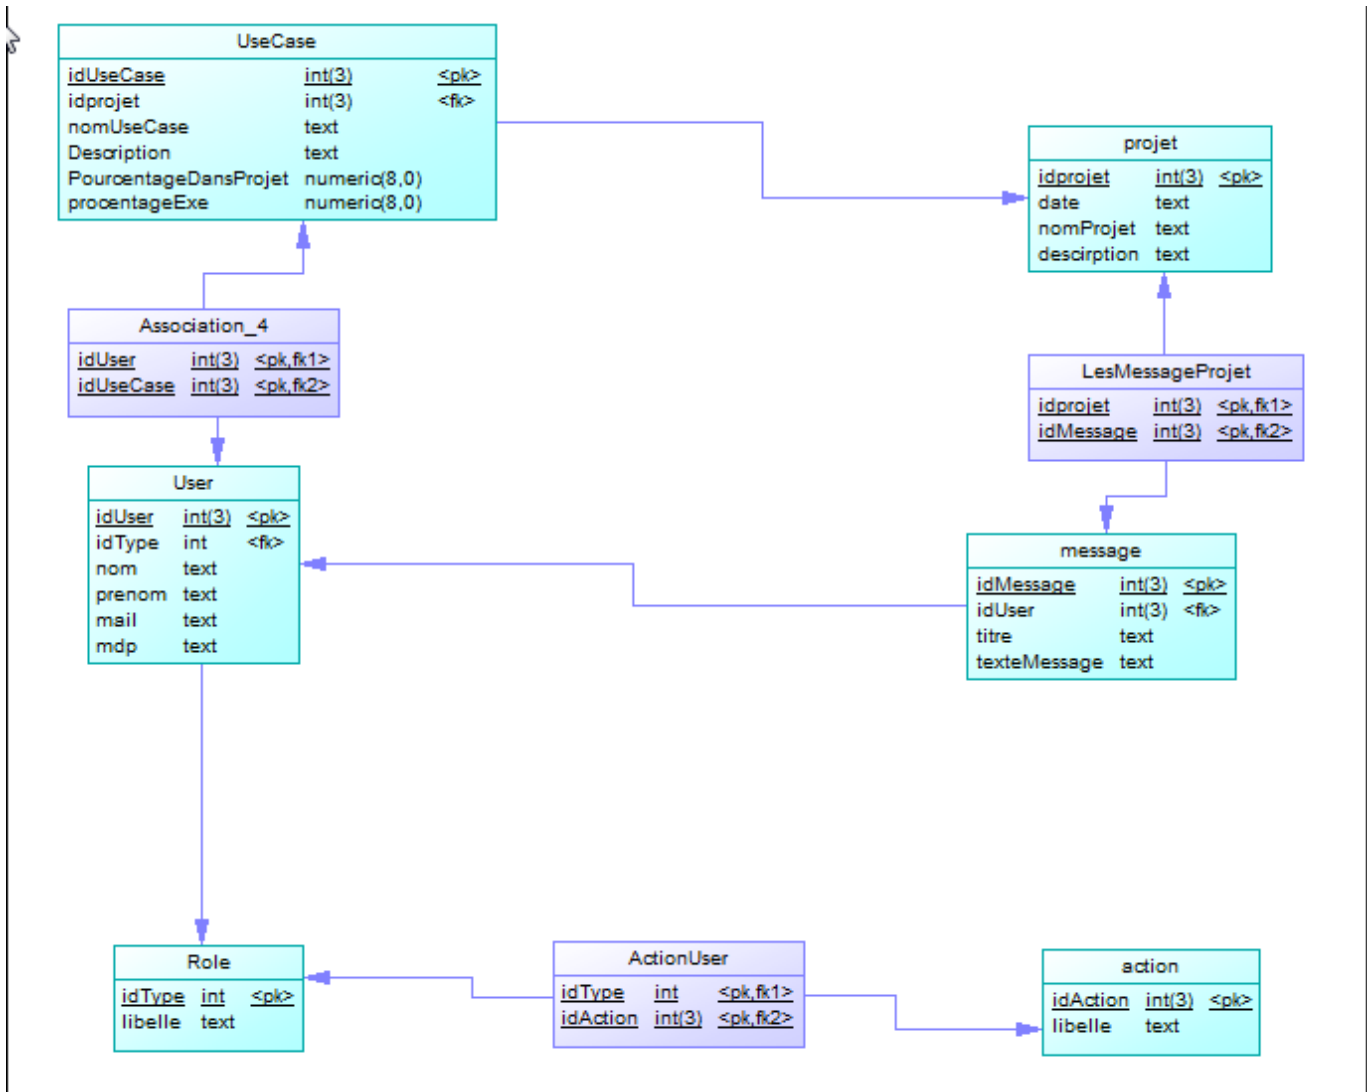 UseCase
idUseCase int(3) <pk>
idprojet int(3) <fk>
nomUseCase text
Description text
PourcentageDansProjet numeric(8,0)
procentageExe numeric(8,0)
projet
idprojet int(3) <pk>
date text
nomProjet text
descirption text
Association_4
idUser int(3) <pk,fk1>
idUseCase int(3) <pk,fk2>
LesMessageProjet
idprojet int(3) <pk,fk1>
idMessage int(3) <pk,fk2>
User
idUser int(3) <pk>
idType int <fk>
nom text
prenom text
mail text
mdp text
message
idMessage int(3) <pk>
idUser int(3) <fk>
titre text
texteMessage text
Role
idType int <pk>
libelle text
ActionUser
idType int <pk,fk1>
idAction int(3) <pk,fk2>
action
idAction int(3) <pk>
libelle text